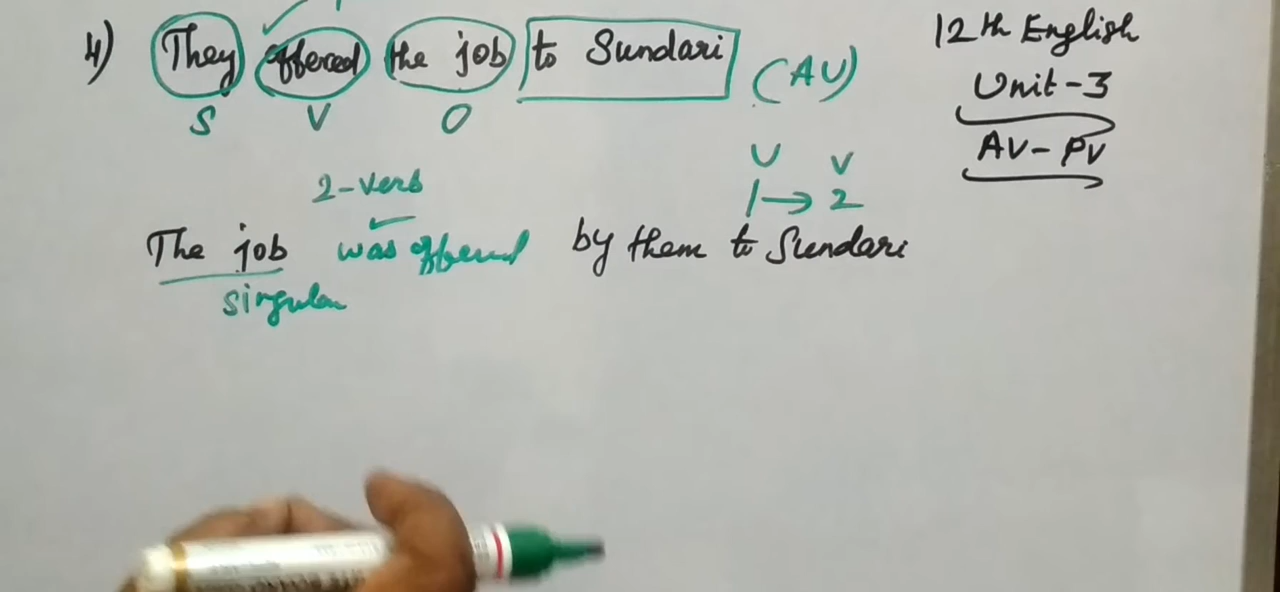 4) They offered the job to Sundari (AV)
S V O
2-verb
V V
1 → 2
The job was offered by them to Sundari
singular
12th English
Unit-3
AV-PV